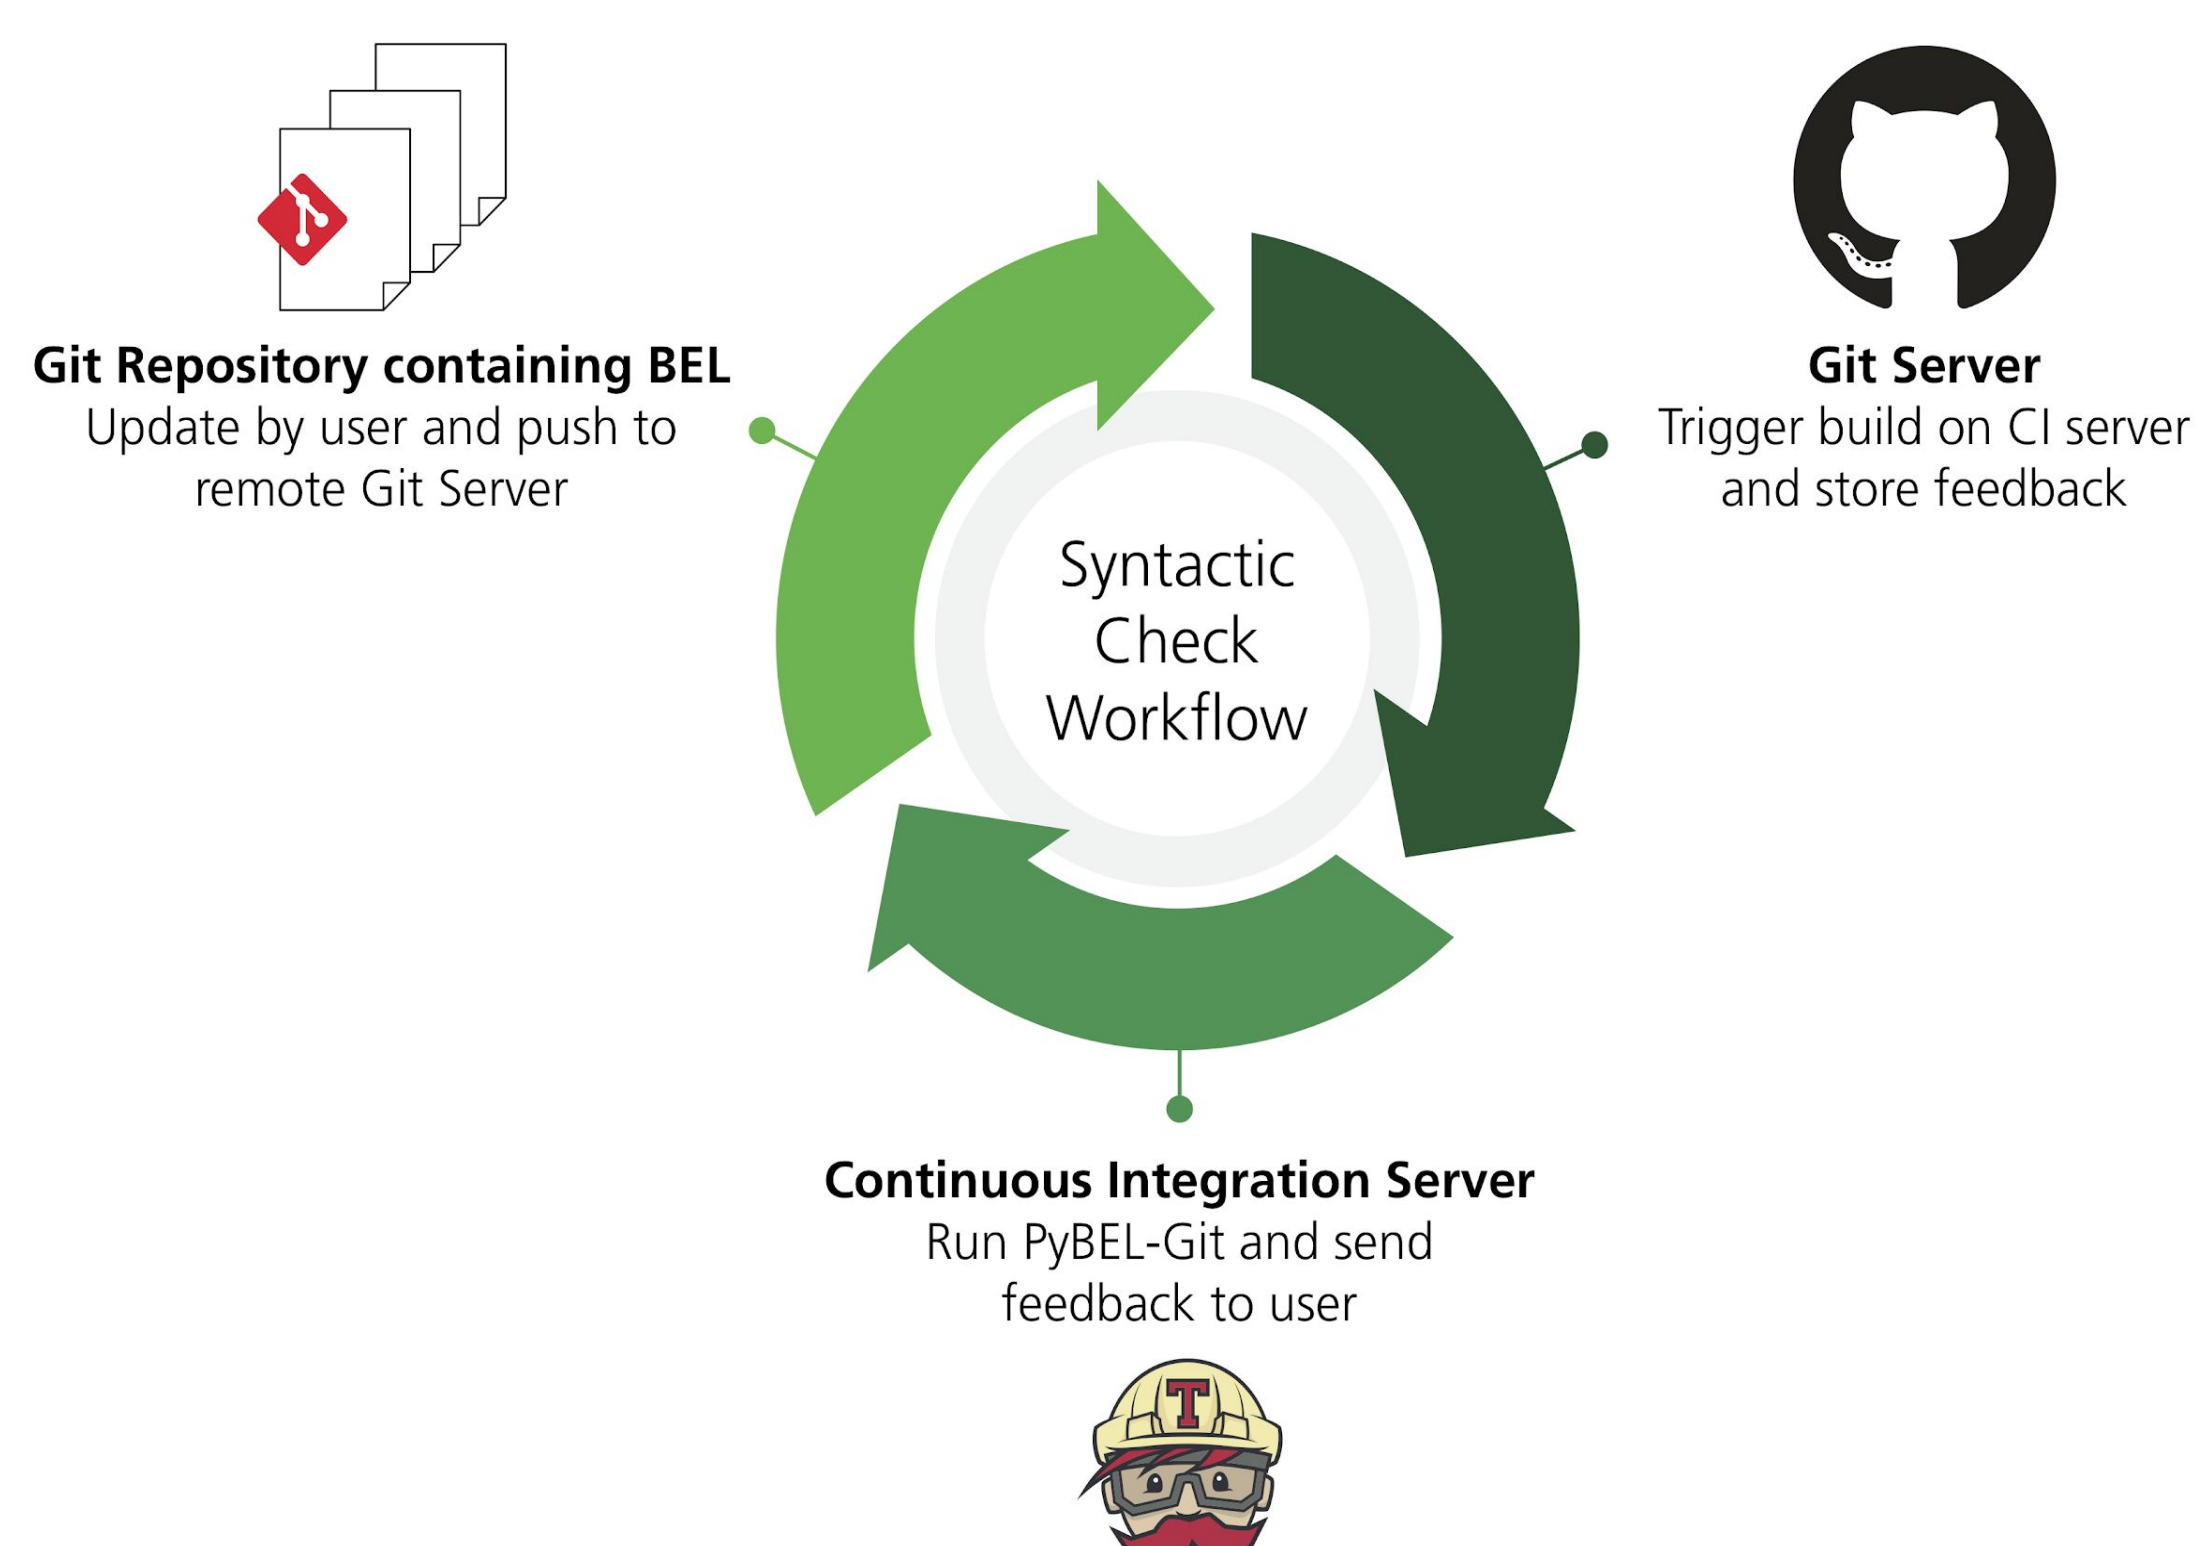 Git Repository containing BEL
Update by user and push to
remote Git Server
Git Server
Trigger build on CI server
and store feedback
Syntactic
Check
Workflow
Continuous Integration Server
Run PyBEL-Git and send
feedback to user
T